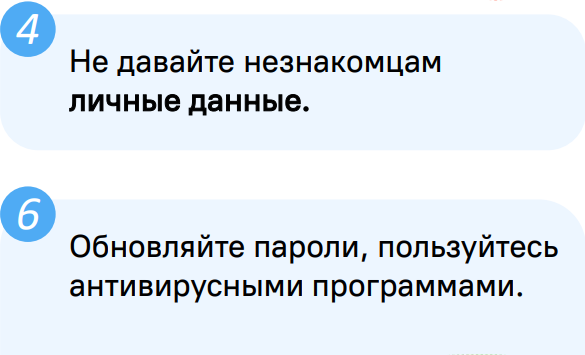 4
Не давайте незнакомцам
личные данные.
6
Обновляйте пароли, пользуйтесь
антивирусными программами.